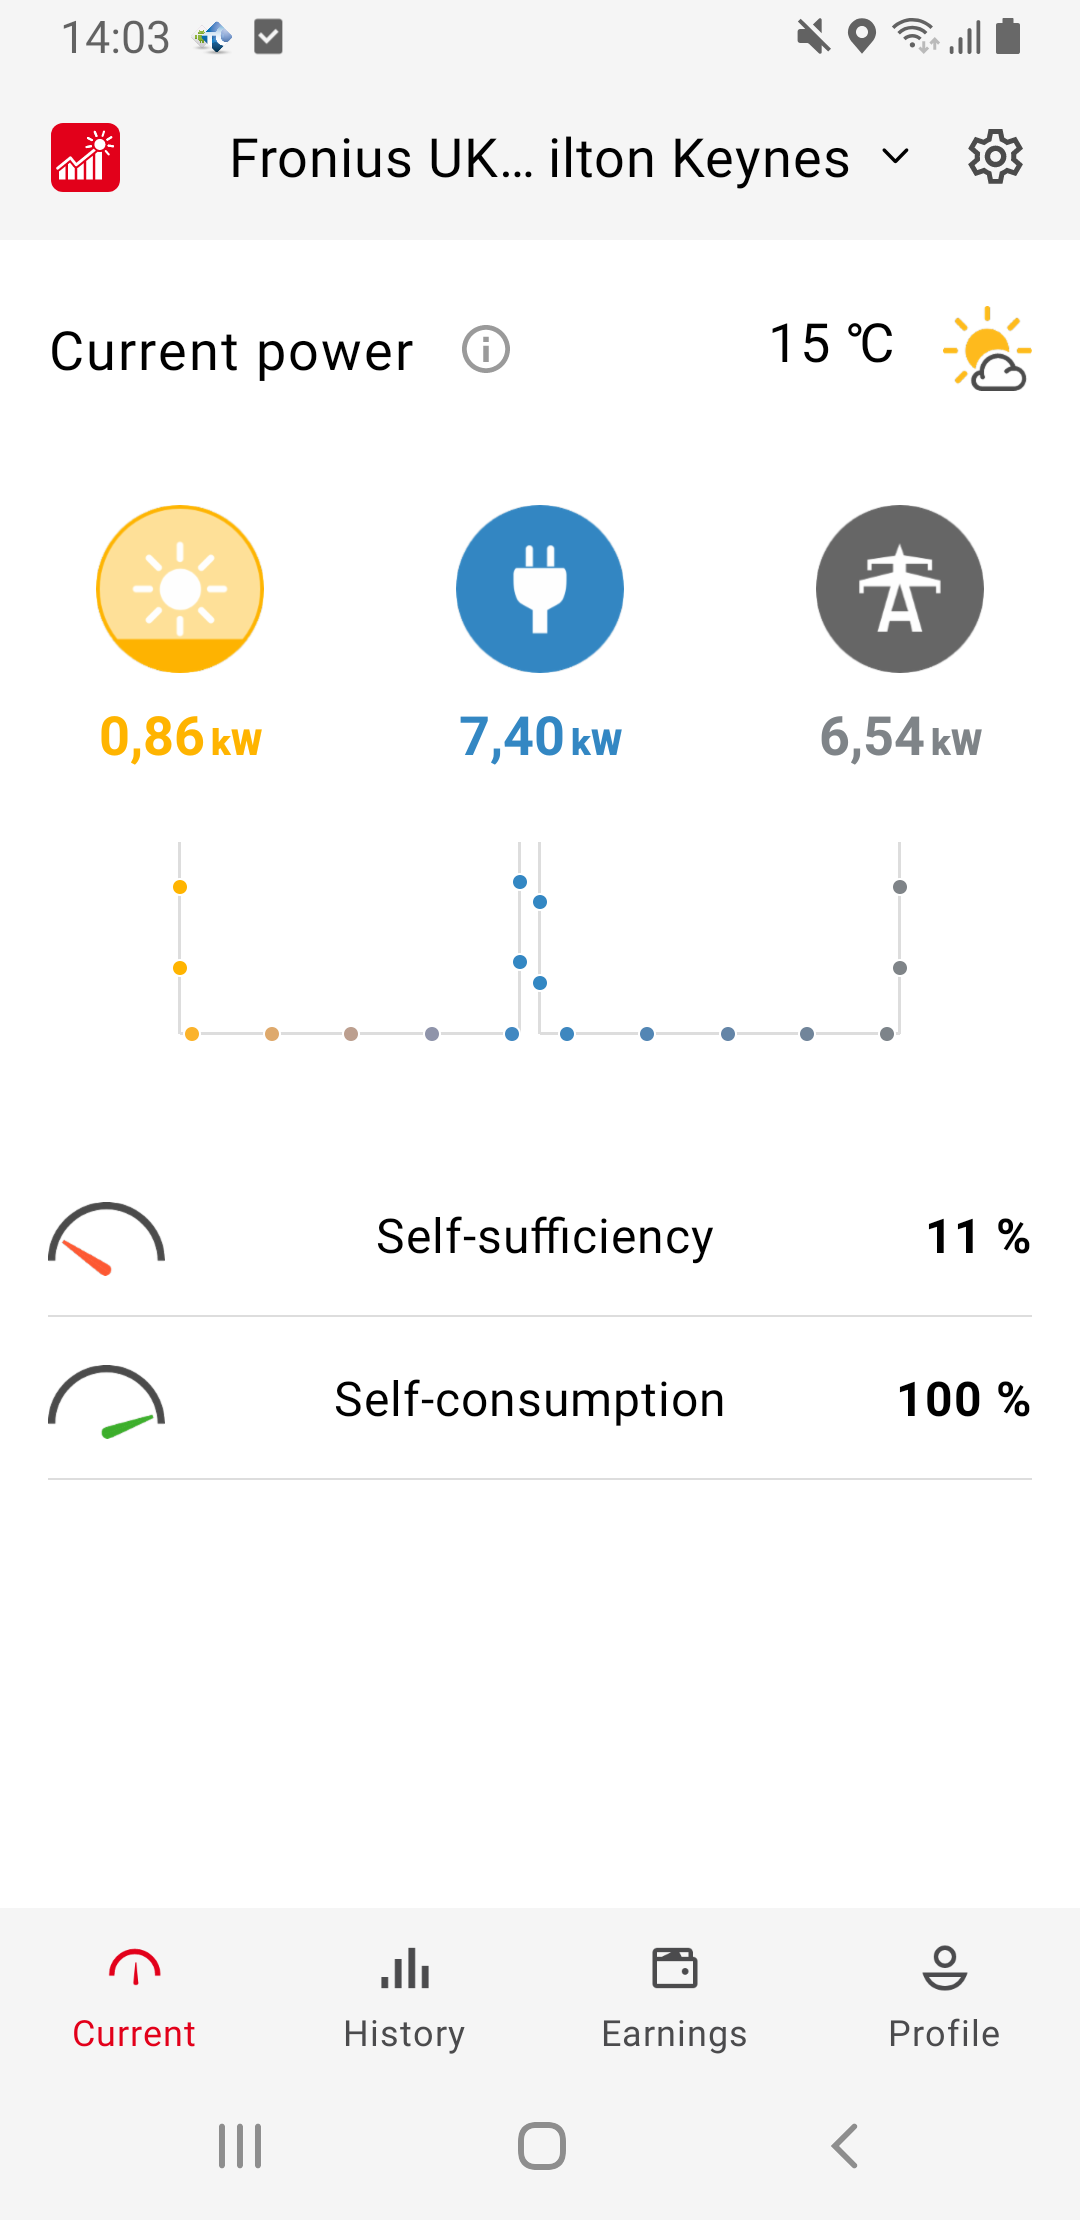 14:03
Fronius UK... ilton Keynes
Current power
15 °C
0,86 kW
7,40 kW
6,54 kW
Self-sufficiency 11 %
Self-consumption 100 %
Current History Earnings Profile